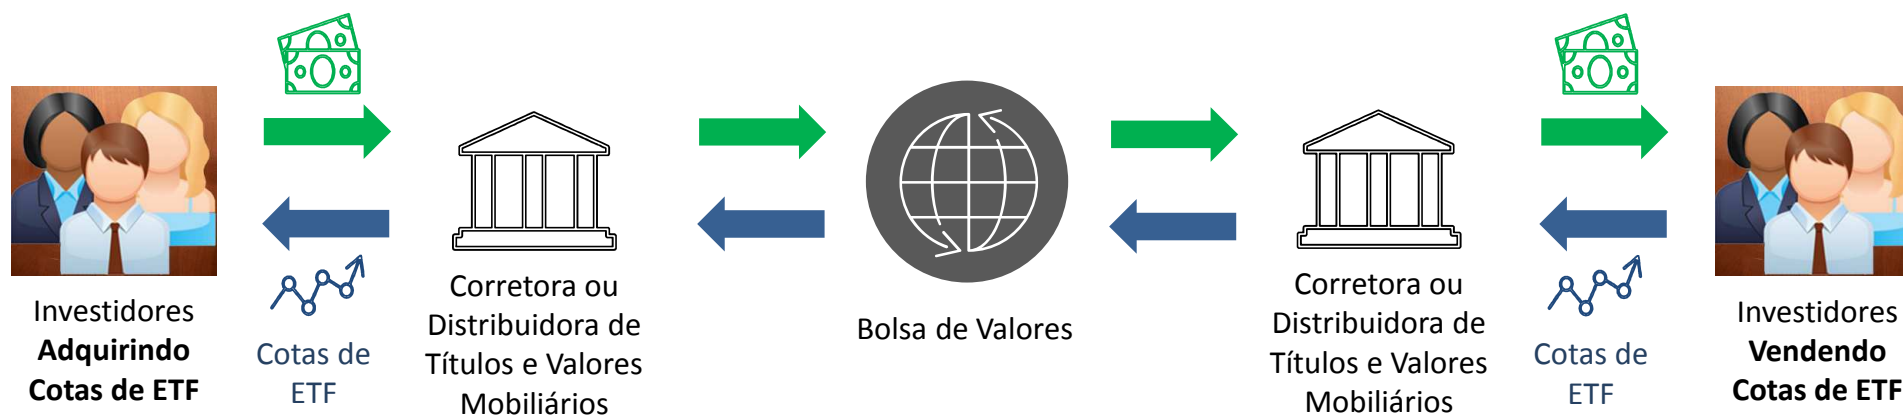 Investidores
Adquirindo
Cotas de ETF
Cotas de
ETF
Corretora ou
Distribuidora de
Títulos e Valores
Mobiliários
Bolsa de Valores
Corretora ou
Distribuidora de
Títulos e Valores
Mobiliários
Cotas de
ETF
Investidores
Vendendo
Cotas de ETF